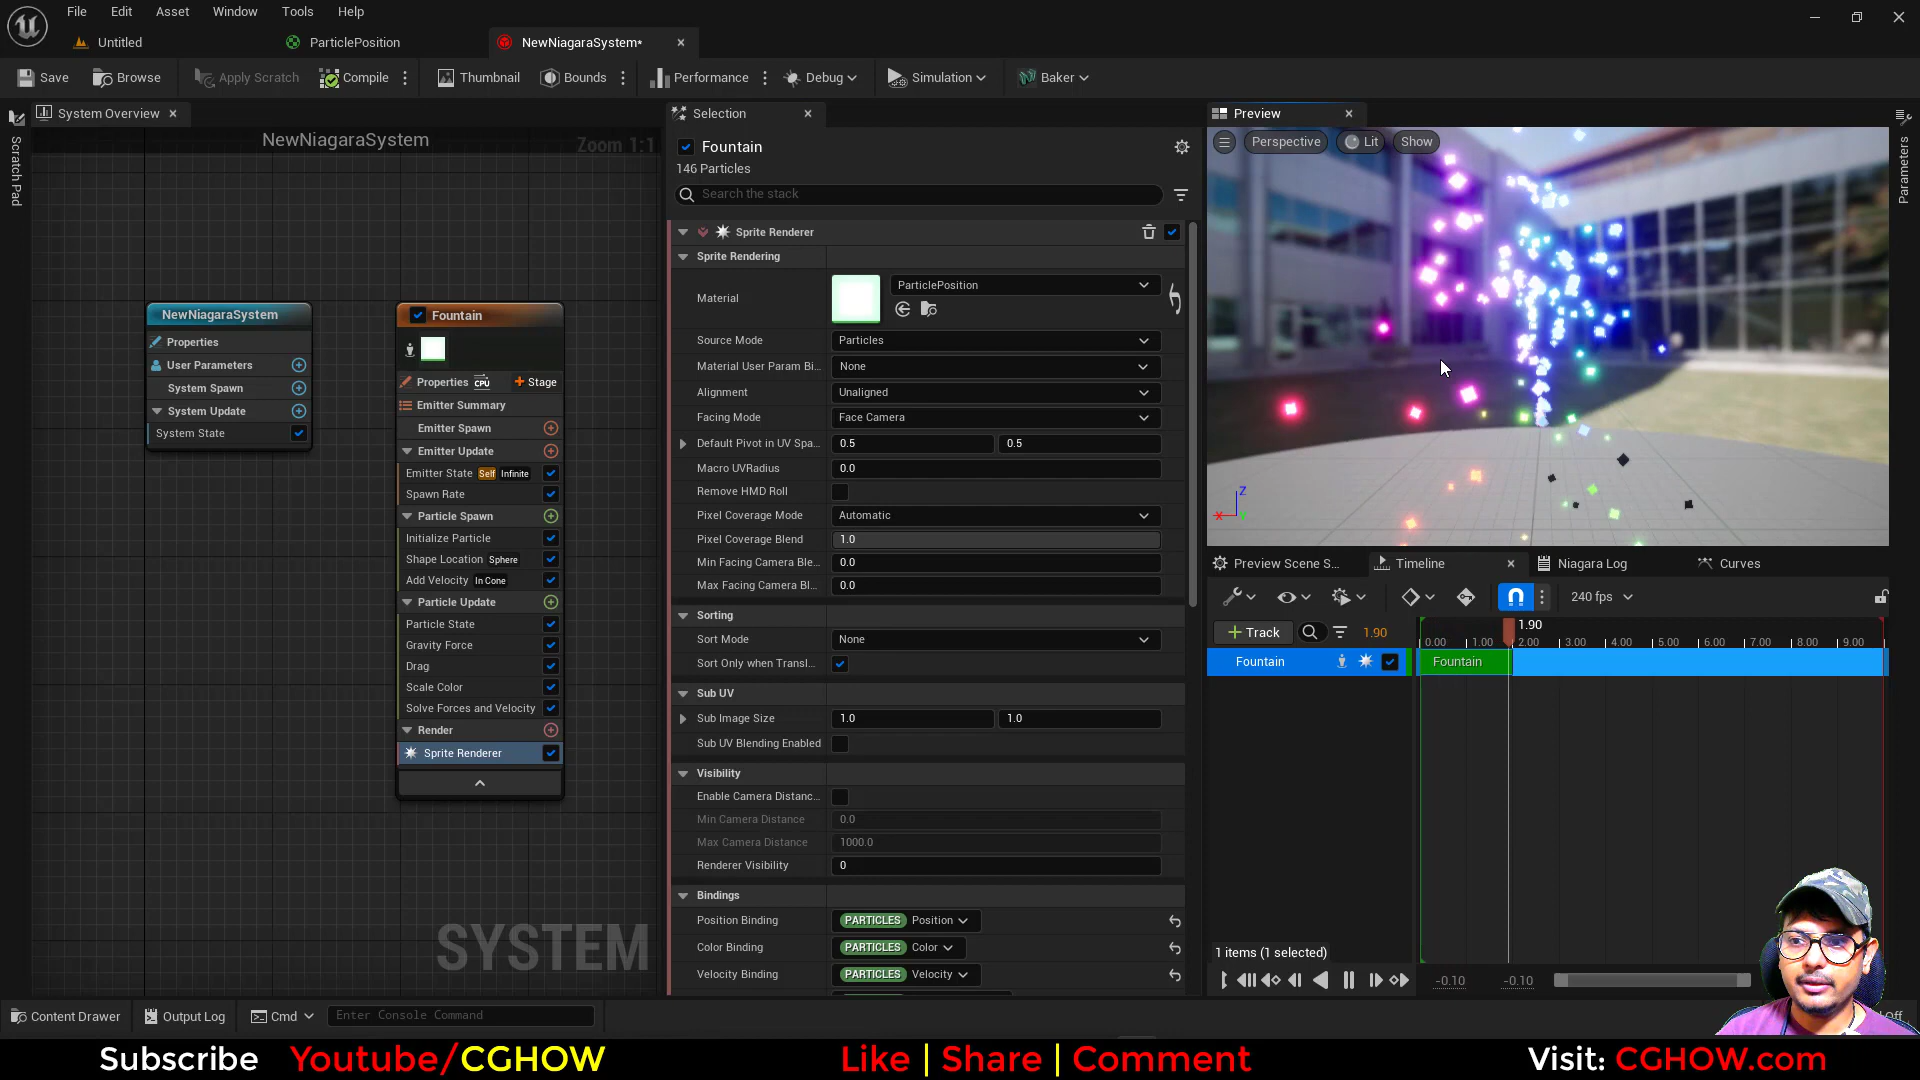 File Edit Asset Window Tools Help
Untitled ParticlePosition NewNiagaraSystem*
Save Browse Apply Scratch Compile Thumbnail Bounds Performance Debug Simulation Baker
Scratch Pad
System Overview
NewNiagaraSystem Zoom 1:1
NewNiagaraSystem
Properties
User Parameters
System Spawn
System Update
System State
Fountain
Properties CPU Stage
Emitter Summary
Emitter Spawn
Emitter Update
Emitter State Self Infinite
Spawn Rate
Particle Spawn
Initialize Particle
Shape Location Sphere
Add Velocity In Cone
Particle Update
Particle State
Gravity Force
Drag
Scale Color
Solve Forces and Velocity
Render
Sprite Renderer
SYSTEM
Selection
Fountain
146 Particles
Search the stack
Sprite Renderer
Sprite Rendering
Material ParticlePosition
Source Mode Particles
Material User Param Bi... None
Alignment Unaligned
Facing Mode Face Camera
Default Pivot in UV Spa... 0.5 0.5
Macro UVRadius 0.0
Remove HMD Roll
Pixel Coverage Mode Automatic
Pixel Coverage Blend 1.0
Min Facing Camera Ble... 0.0
Max Facing Camera Bl... 0.0
Sorting
Sort Mode None
Sort Only when Transl...
Sub UV
Sub Image Size 1.0 1.0
Sub UV Blending Enabled
Visibility
Enable Camera Distanc...
Min Camera Distance 0.0
Max Camera Distance 1000.0
Renderer Visibility 0
Bindings
Position Binding PARTICLES Position
Color Binding PARTICLES Color
Velocity Binding PARTICLES Velocity
Preview
Perspective Lit Show
Z
X
Parameters
Preview Scene S... Timeline Niagara Log Curves
240 fps
Track 1.90 1.90
0.00 1.00 2.00 3.00 4.00 5.00 6.00 7.00 8.00 9.00
Fountain Fountain
1 items (1 selected)
-0.10 -0.10
Content Drawer Output Log Cmd Enter Console Command
Subscribe Youtube/CGHOW Like | Share | Comment Visit: CGHOW.com